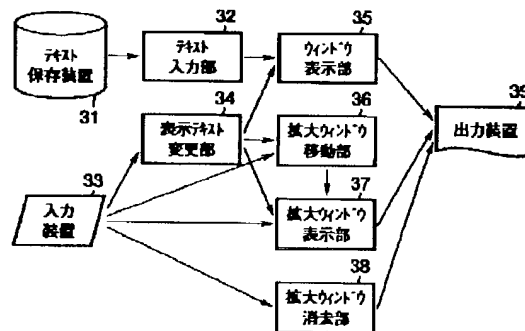 32
35
テキスト
保存装置
31
テキスト
入力部
ウィンドウ
表示部
34
36
39
表示テキスト
変更部
拡大ウィンドウ
移動部
出力装置
33
37
入力
装置
拡大ウィンドウ
表示部
38
拡大ウィンドウ
消去部